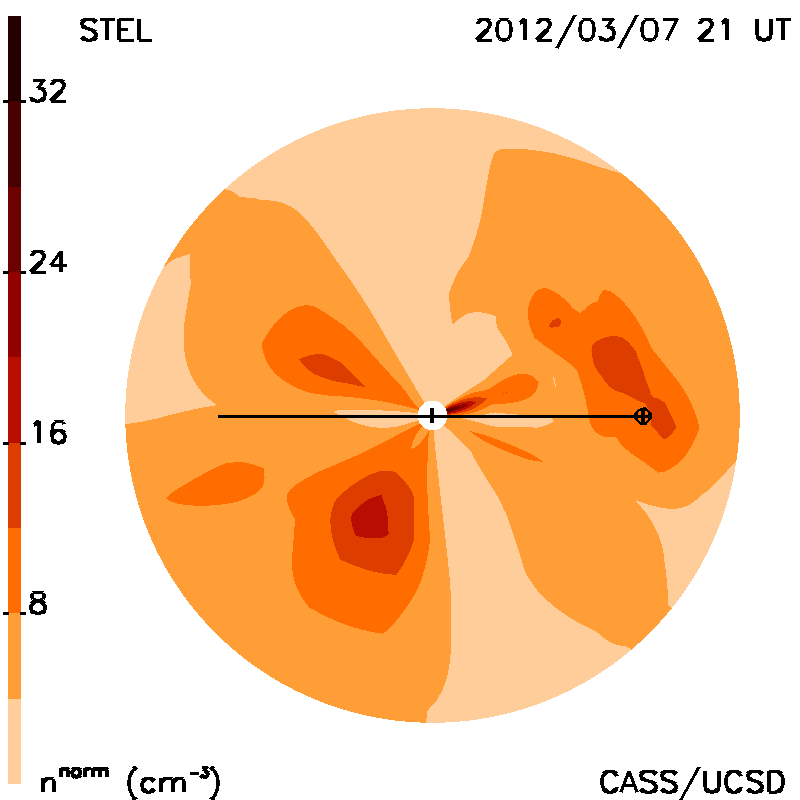 STEL 2012/03/07 21 UT
32
24
16
8
n^norm (cm^-3) CASS/UCSD